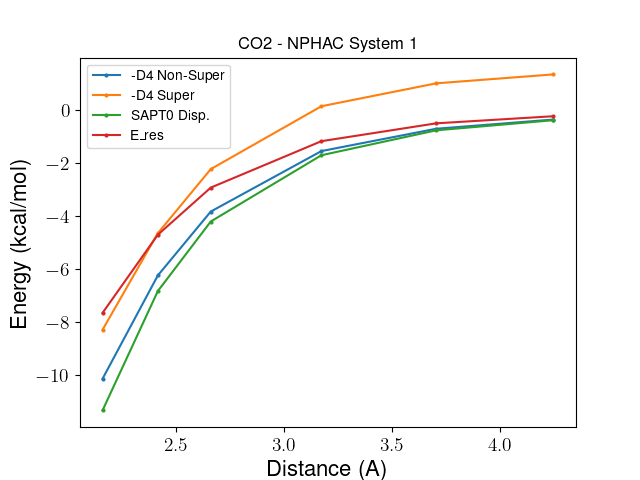 CO2 - NPHAC System 1
-D4 Non-Super
-D4 Super
SAPT0 Disp.
E_res
Energy (kcal/mol)
0
−2
−4
−6
−8
−10
2.5 3.0 3.5 4.0
Distance (A)